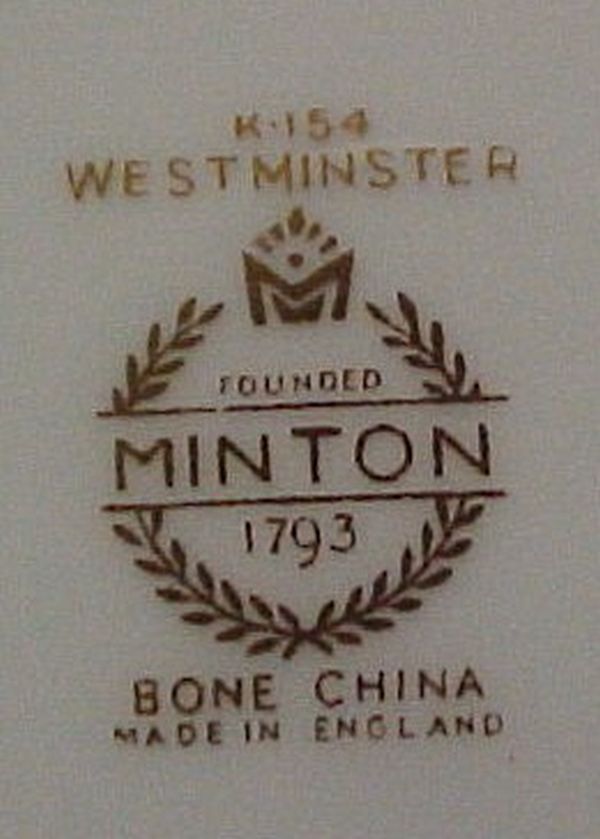 K·154
WESTMINSTER
M
FOUNDED
MINTON
1793
BONE CHINA
MADE IN ENGLAND